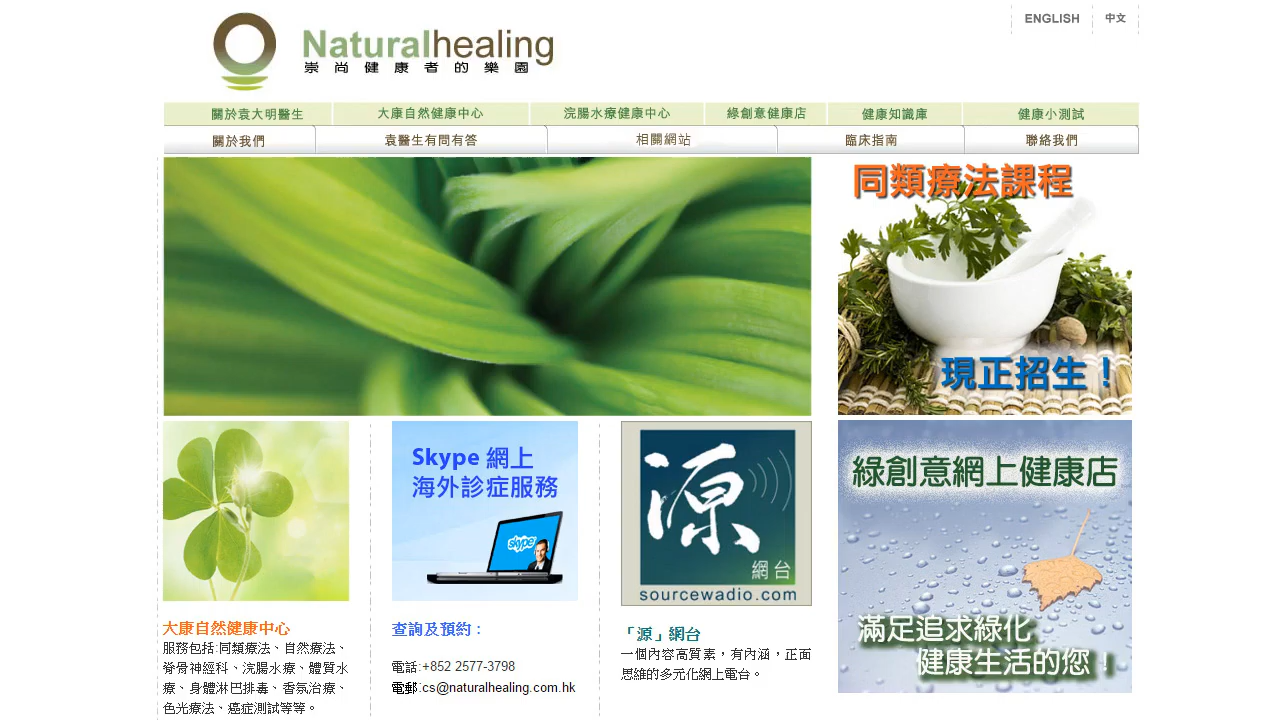 ENGLISH
中文
Naturalhealing
崇尚健康者的樂園
關於袁大明醫生
大康自然健康中心
浣腸水療健康中心
綠創意健康店
健康知識庫
健康小測試
關於我們
袁醫生有問有答
相關網站
臨床指南
聯絡我們
同類療法課程
現正招生！
Skype 網上
海外診症服務
skype
源
網台
sourcewadio.com
綠創意網上健康店
滿足追求綠化
健康生活的您！
大康自然健康中心
服務包括:同類療法、自然療法、
脊骨神經科、浣腸水療、體質水
療、身體淋巴排毒、香氛治療、
色光療法、癌症測試等等。
查詢及預約：
電話:+852 2577-3798
電郵:cs@naturalhealing.com.hk
「源」網台
一個內容高質素，有內涵，正面
思維的多元化網上電台。